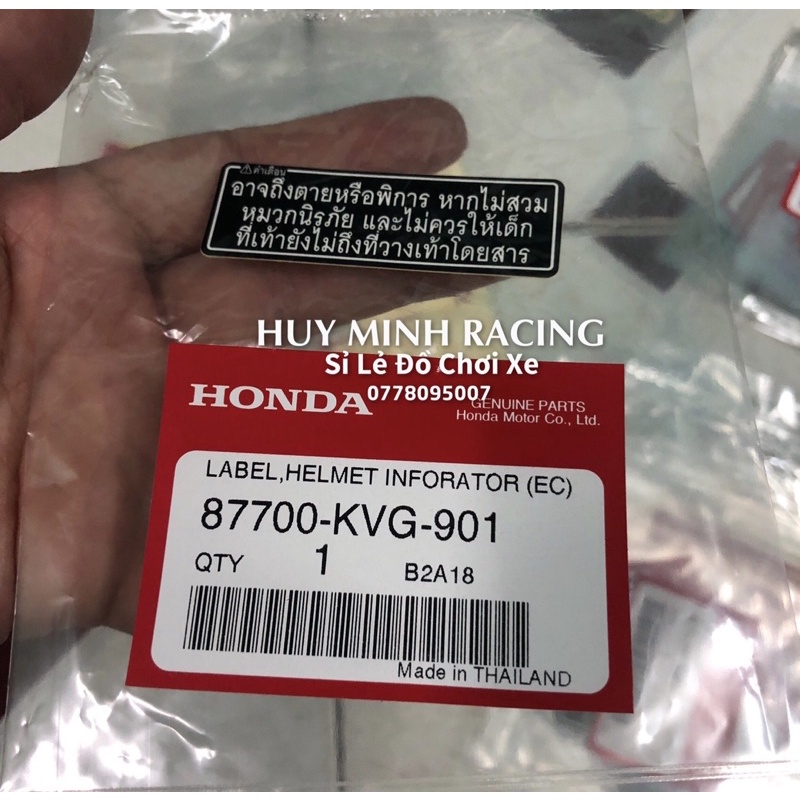 ⚠คำเตือน
อาจถึงตายหรือพิการ หากไม่สวม
หมวกนิรภัย และไม่ควรให้เด็ก
ที่เท้ายังไม่ถึงที่วางเท้าโดยสาร
HUY MINH RACING
Sỉ Lẻ Đồ Chơi Xe
0778095007
HONDA
GENUINE PARTS
Honda Motor Co., Ltd.
LABEL,HELMET INFORATOR (EC)
87700-KVG-901
QTY 1 B2A18
Made in THAILAND